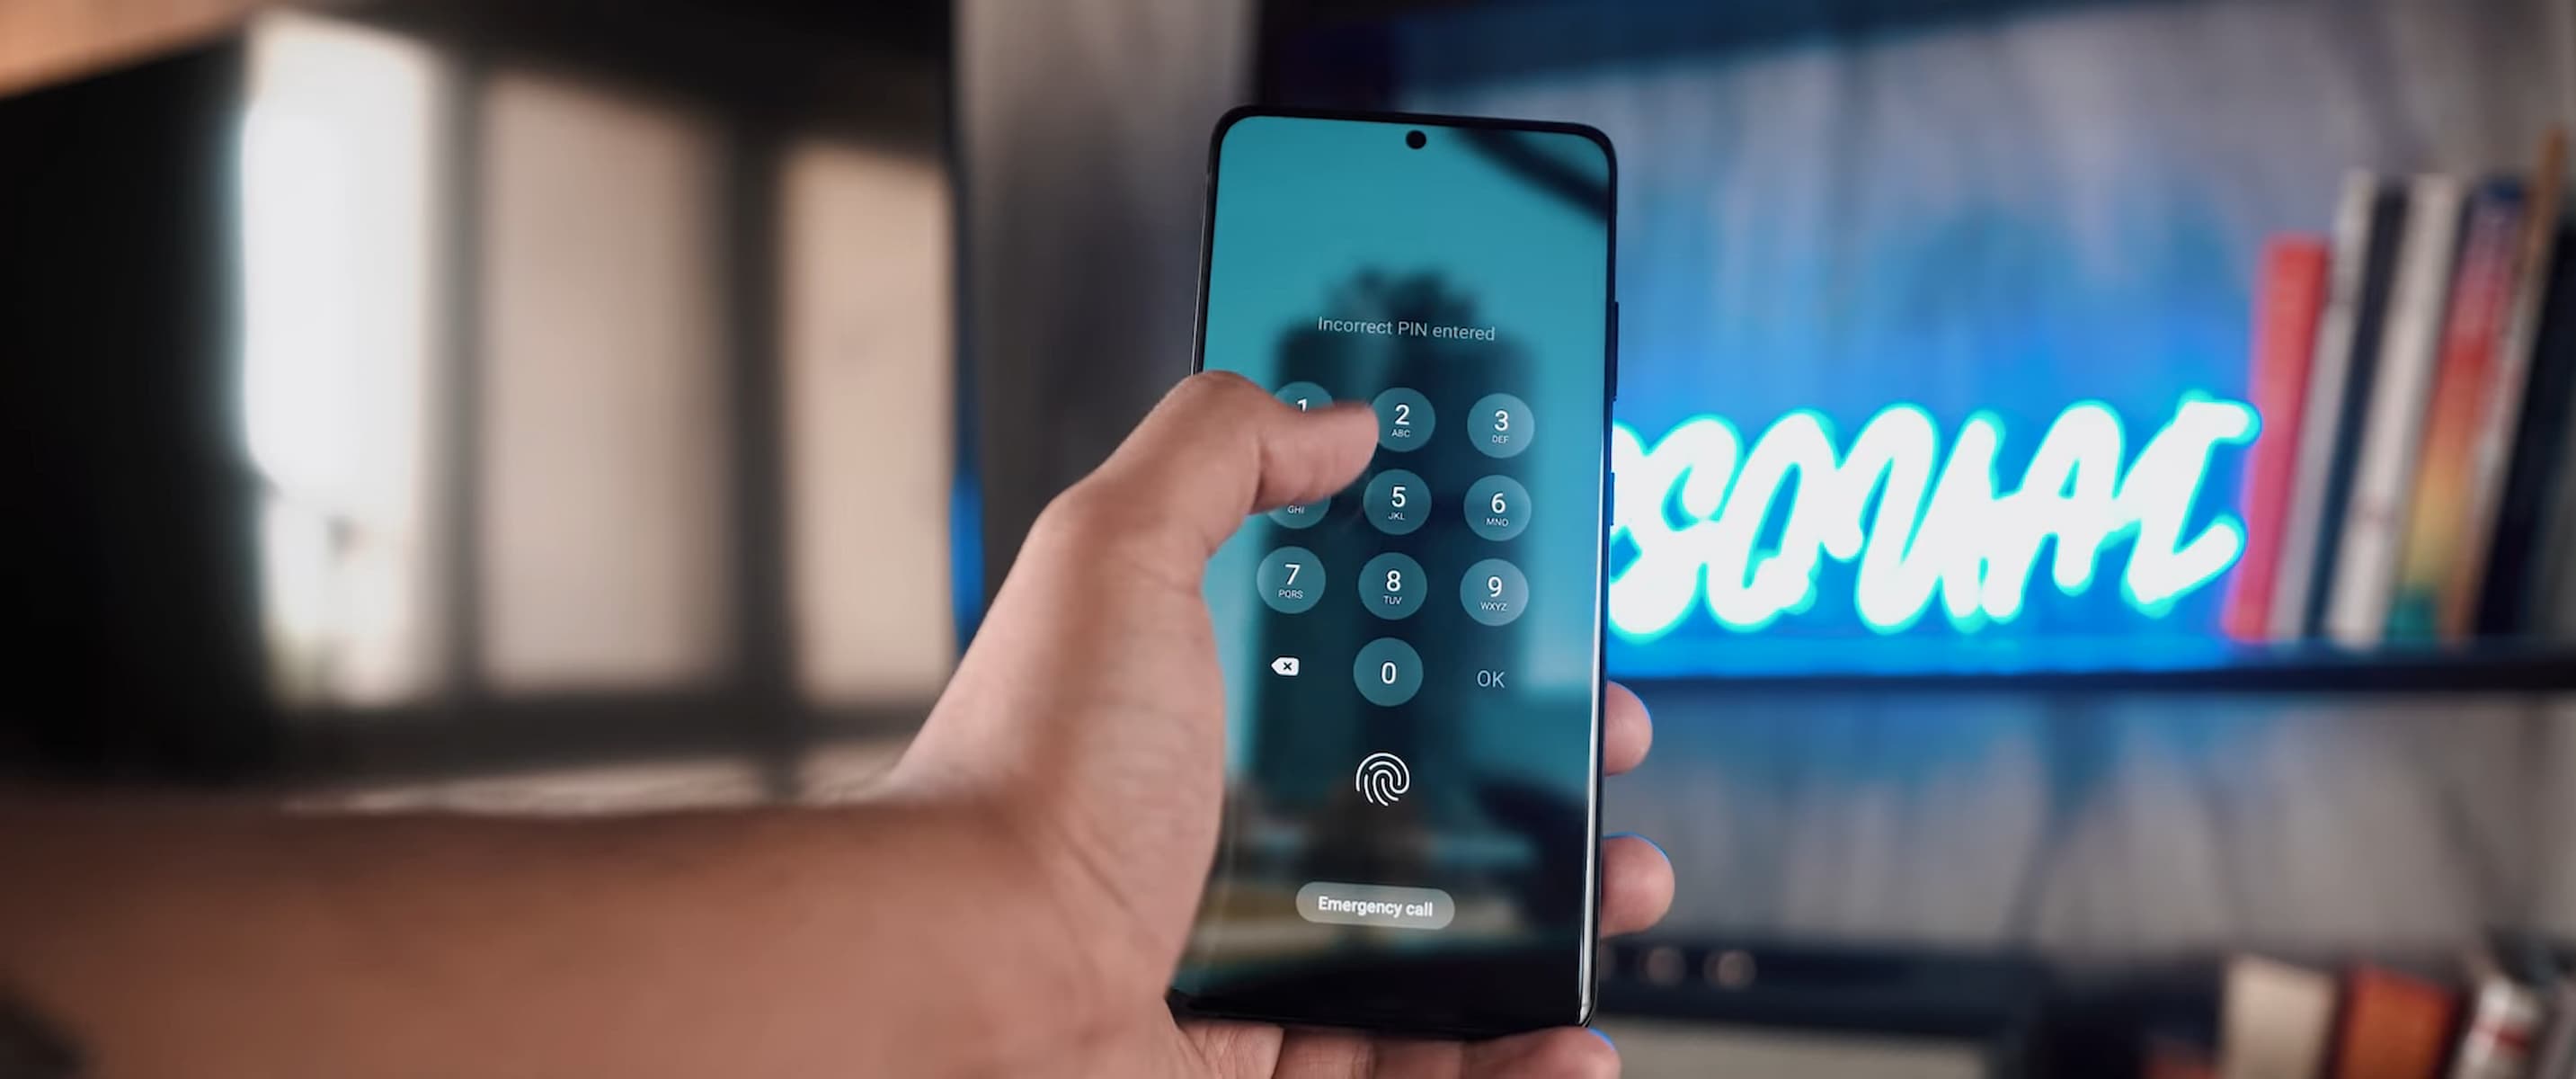 Incorrect PIN entered
1
2
ABC
3
DEF
GHI
5
JKL
6
MNO
7
PQRS
8
TUV
9
WXYZ
0
OK
Emergency call